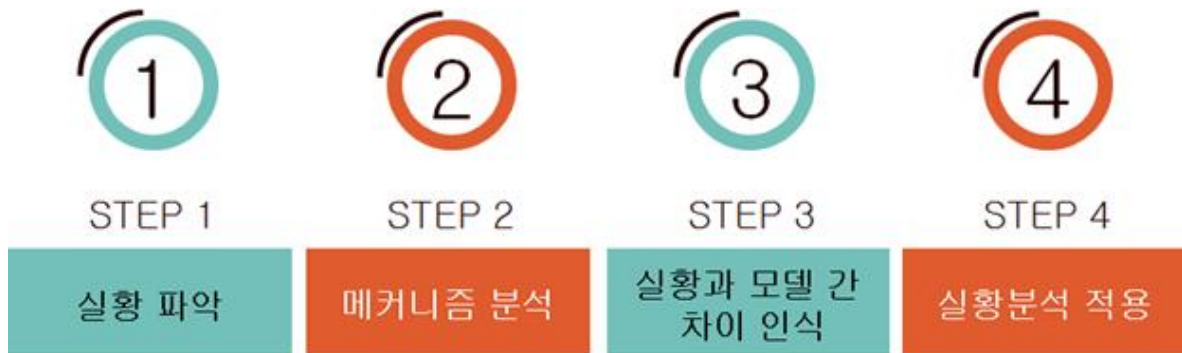 1
2
3
4
STEP 1
STEP 2
STEP 3
STEP 4
실황 파악
메커니즘 분석
실황과 모델 간
차이 인식
실황분석 적용